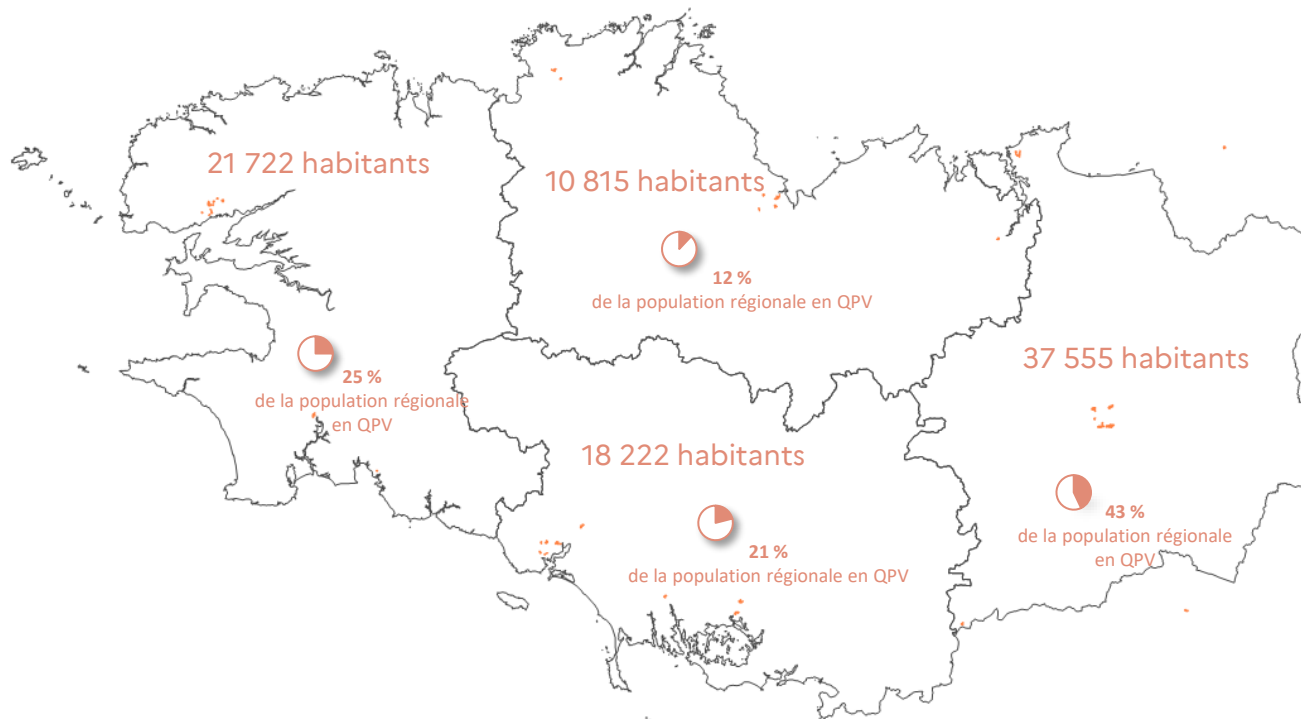 21 722 habitants
25 %
de la population régionale
en QPV
10 815 habitants
12 %
de la population régionale en QPV
18 222 habitants
21 %
de la population régionale en QPV
37 555 habitants
43 %
de la population régionale
en QPV